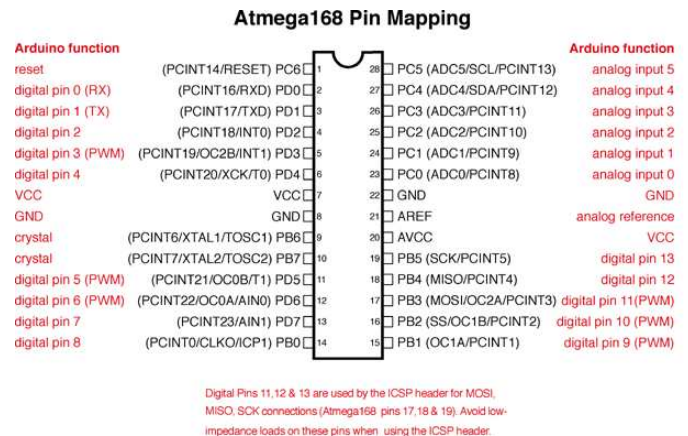 Atmega168 Pin Mapping
Arduino function Arduino function
reset (PCINT14/RESET) PC6 1 28 PC5 (ADC5/SCL/PCINT13) analog input 5
digital pin 0 (RX) (PCINT16/RXD) PD0 2 27 PC4 (ADC4/SDA/PCINT12) analog input 4
digital pin 1 (TX) (PCINT17/TXD) PD1 3 26 PC3 (ADC3/PCINT11) analog input 3
digital pin 2 (PCINT18/INT0) PD2 4 25 PC2 (ADC2/PCINT10) analog input 2
digital pin 3 (PWM) (PCINT19/OC2B/INT1) PD3 5 24 PC1 (ADC1/PCINT9) analog input 1
digital pin 4 (PCINT20/XCK/T0) PD4 6 23 PC0 (ADC0/PCINT8) analog input 0
VCC VCC 7 22 GND GND
GND GND 8 21 AREF analog reference
crystal (PCINT6/XTAL1/TOSC1) PB6 9 20 AVCC VCC
crystal (PCINT7/XTAL2/TOSC2) PB7 10 19 PB5 (SCK/PCINT5) digital pin 13
digital pin 5 (PWM) (PCINT21/OC0B/T1) PD5 11 18 PB4 (MISO/PCINT4) digital pin 12
digital pin 6 (PWM) (PCINT22/OC0A/AIN0) PD6 12 17 PB3 (MOSI/OC2A/PCINT3) digital pin 11(PWM)
digital pin 7 (PCINT23/AIN1) PD7 13 16 PB2 (SS/OC1B/PCINT2) digital pin 10 (PWM)
digital pin 8 (PCINT0/CLKO/ICP1) PB0 14 15 PB1 (OC1A/PCINT1) digital pin 9 (PWM)
Digital Pins 11,12 & 13 are used by the ICSP header for MOSI,
MISO, SCK connections (Atmega168 pins 17,18 & 19). Avoid low-
impedance loads on these pins when using the ICSP header.